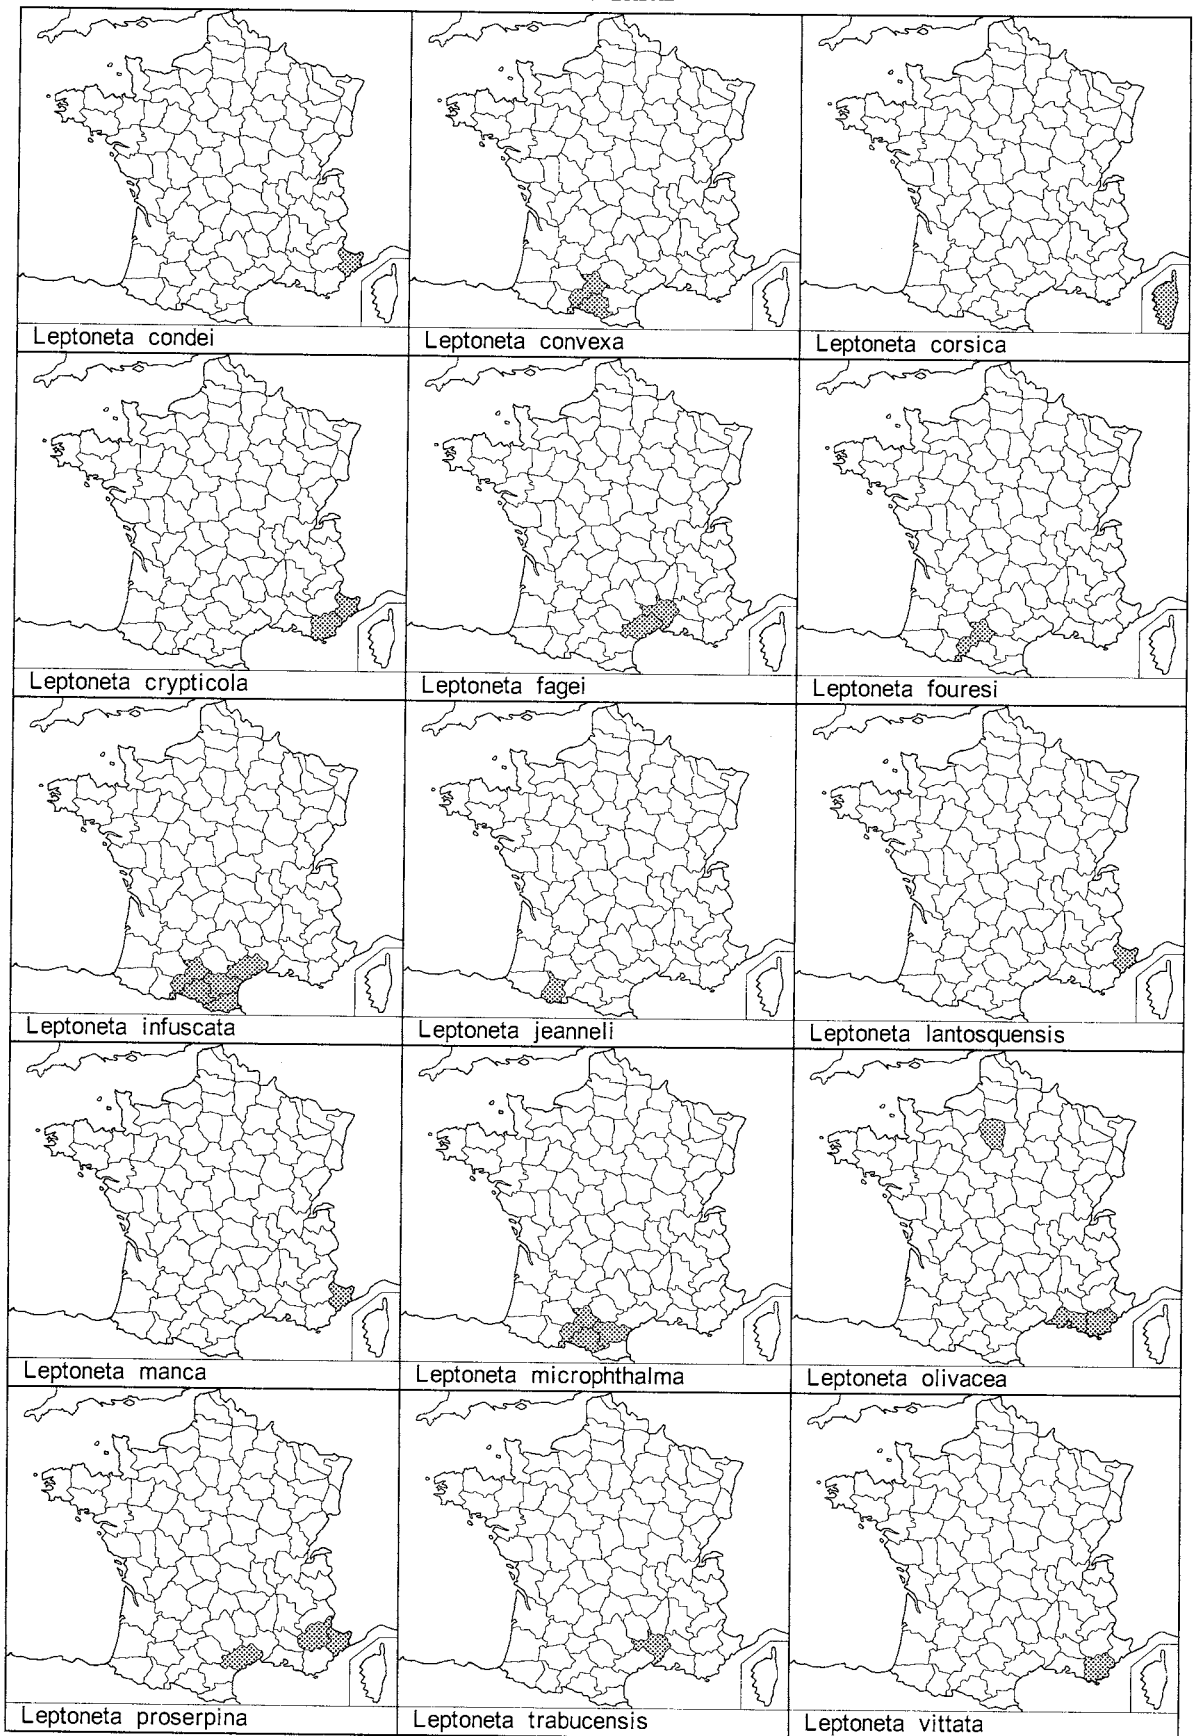 Leptoneta condei
Leptoneta convexa
Leptoneta corsica
Leptoneta crypticola
Leptoneta fagei
Leptoneta fouresi
Leptoneta infuscata
Leptoneta jeanneli
Leptoneta lantosquensis
Leptoneta manca
Leptoneta microphthalma
Leptoneta olivacea
Leptoneta proserpina
Leptoneta trabucensis
Leptoneta vittata